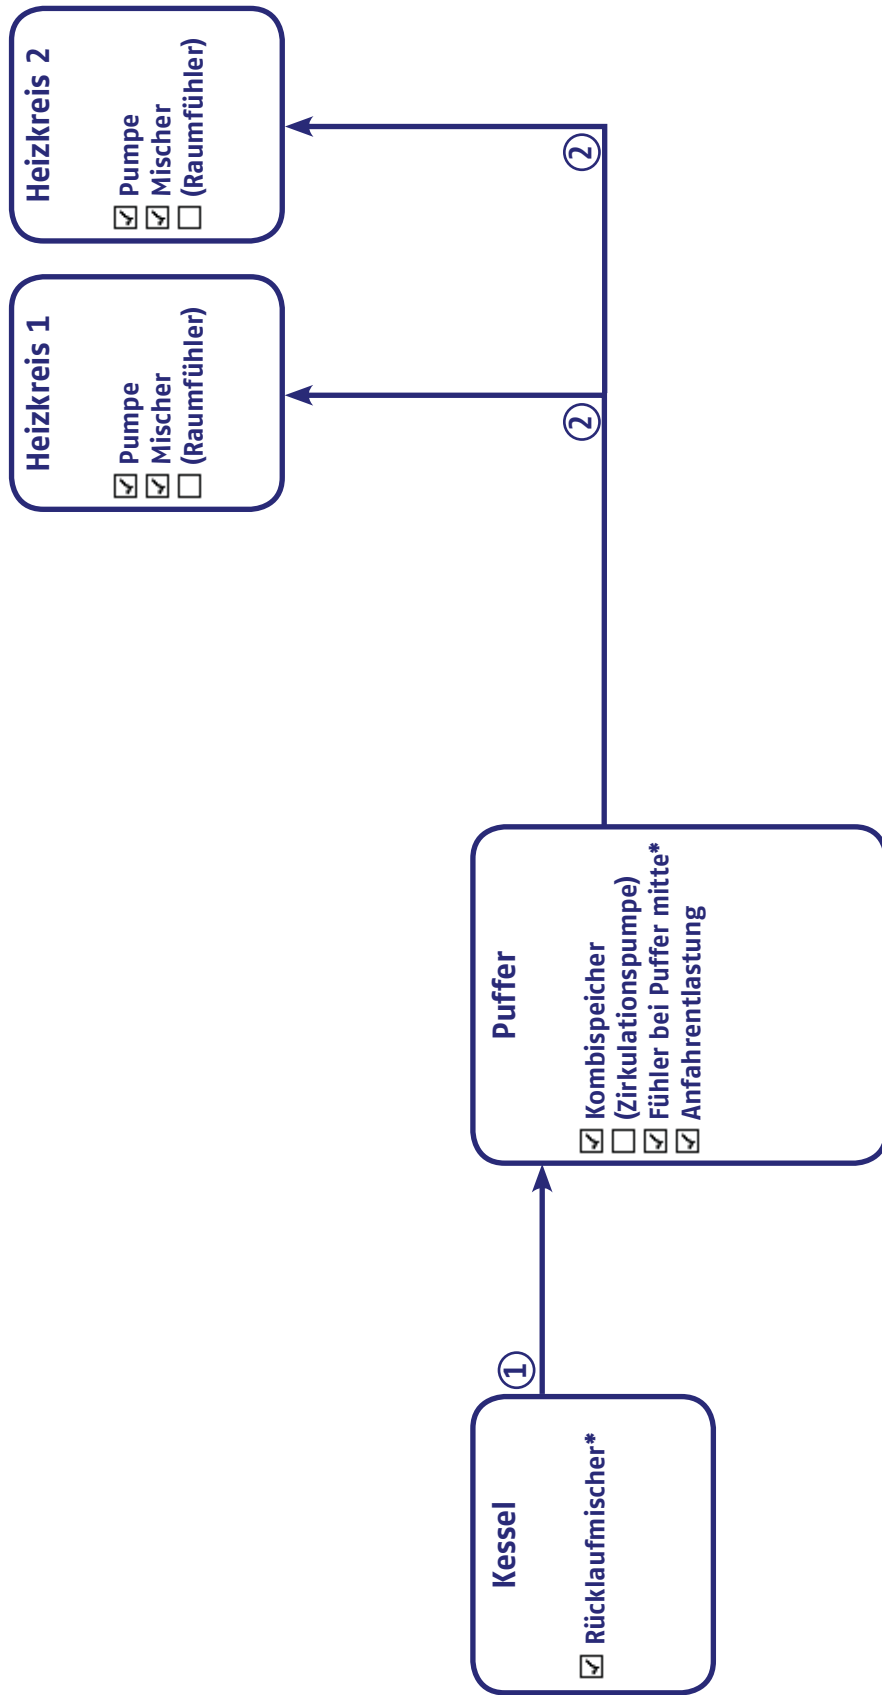 Kessel
Rücklaufmischer*
①
Puffer
Kombispeicher
(Zirkulationspumpe)
Fühler bei Puffer mitte*
Anfahrentlastung
②
Heizkreis 1
Pumpe
Mischer
(Raumfühler)
②
Heizkreis 2
Pumpe
Mischer
(Raumfühler)